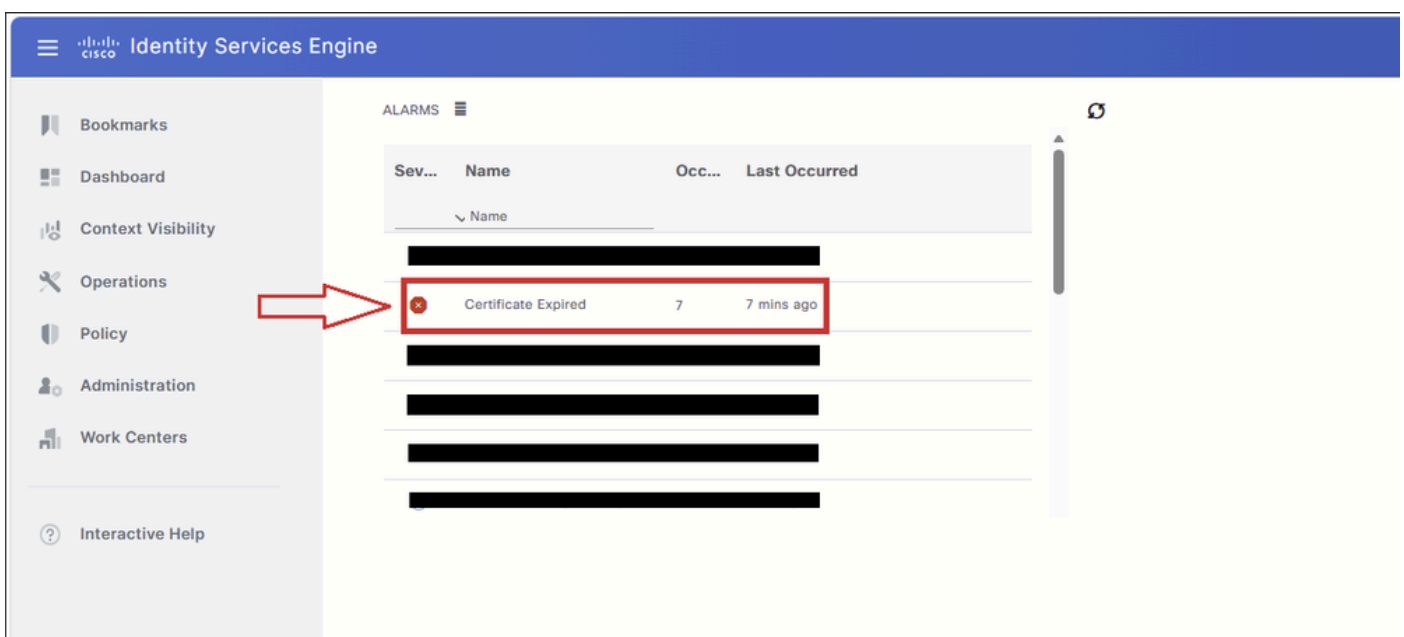 cisco Identity Services Engine
Bookmarks
Dashboard
Context Visibility
Operations
Policy
Administration
Work Centers
Interactive Help
ALARMS
Sev... Name Occ... Last Occurred
Name
Certificate Expired 7 7 mins ago